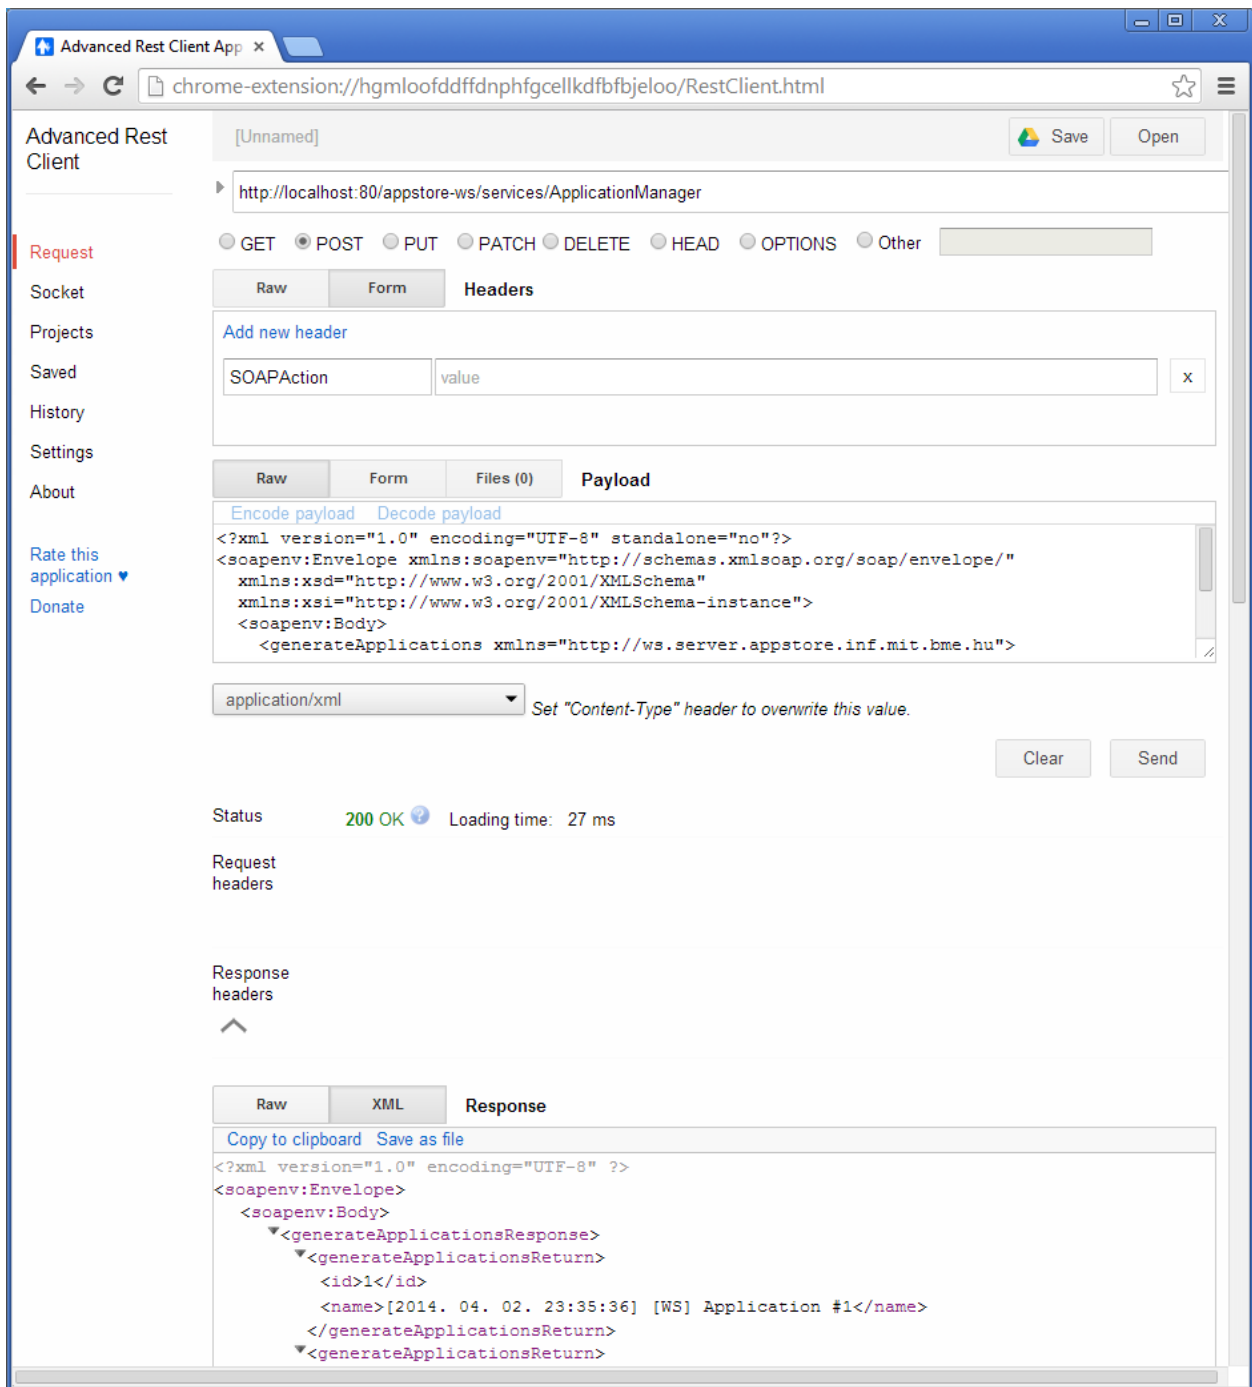 Advanced Rest Client App ×
chrome-extension://hgmloofddffdnphfgcellkdfbfbjeloo/RestClient.html
Advanced Rest
Client
[Unnamed]
Save
Open
http://localhost:80/appstore-ws/services/ApplicationManager
GET POST PUT PATCH DELETE HEAD OPTIONS Other
Request
Socket
Projects
Saved
History
Settings
About
Rate this
application ♥
Donate
Raw Form Headers
Add new header
SOAPAction value x
Raw Form Files (0) Payload
Encode payload Decode payload
<?xml version="1.0" encoding="UTF-8" standalone="no"?>
<soapenv:Envelope xmlns:soapenv="http://schemas.xmlsoap.org/soap/envelope/"
xmlns:xsd="http://www.w3.org/2001/XMLSchema"
xmlns:xsi="http://www.w3.org/2001/XMLSchema-instance">
<soapenv:Body>
<generateApplications xmlns="http://ws.server.appstore.inf.mit.bme.hu">
application/xml Set "Content-Type" header to overwrite this value.
Clear Send
Status 200 OK ? Loading time: 27 ms
Request
headers
Response
headers
Raw XML Response
Copy to clipboard Save as file
<?xml version="1.0" encoding="UTF-8" ?>
<soapenv:Envelope>
<soapenv:Body>
<generateApplicationsResponse>
<generateApplicationsReturn>
<id>1</id>
<name>[2014. 04. 02. 23:35:36] [WS] Application #1</name>
</generateApplicationsReturn>
<generateApplicationsReturn>